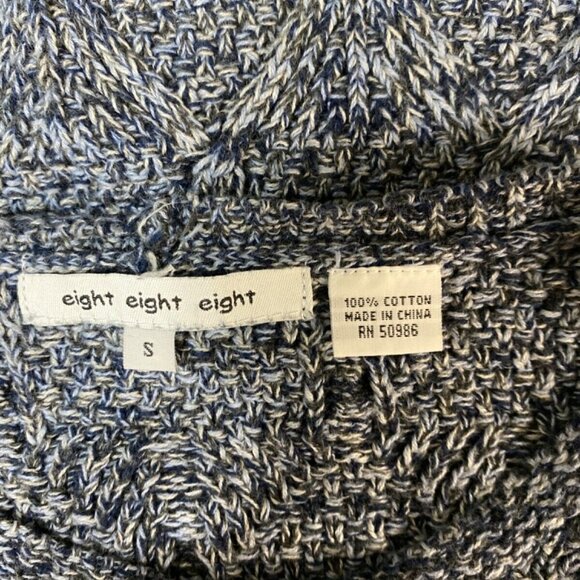 eight eight eight
S
100% COTTON
MADE IN CHINA
RN 50986